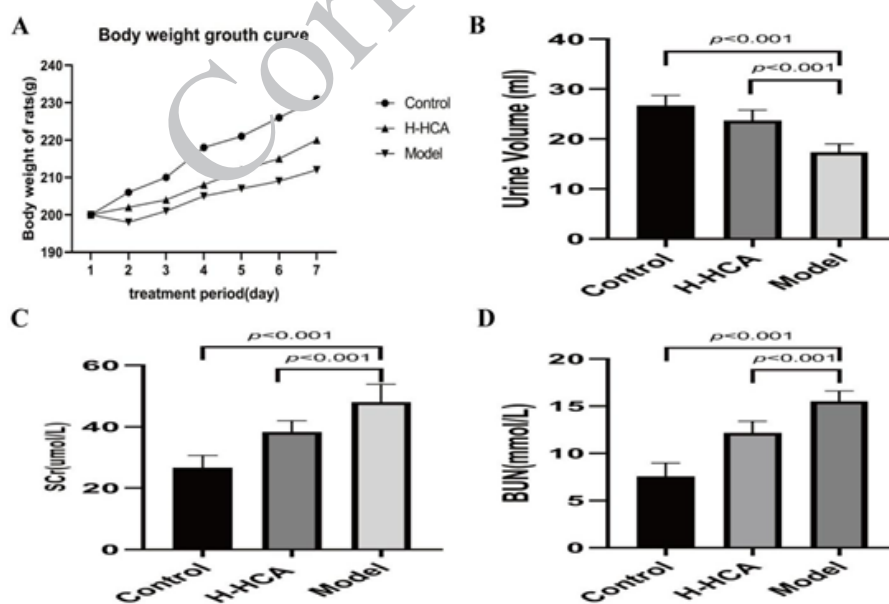 A
Body weight grouth curve
Body weight of rats(g)
240
230
220
210
200
190
1 2 3 4 5 6 7
treatment period(day)
Control
H-HCA
Model
B
Urine Volume (ml)
40
30
20
10
0
p<0.001
p<0.001
Control H-HCA Model
C
SCr(umol/L)
60
40
20
0
p<0.001
p<0.001
Control H-HCA Model
D
BUN(mmol/L)
20
15
10
5
0
p<0.001
p<0.001
Control H-HCA Model